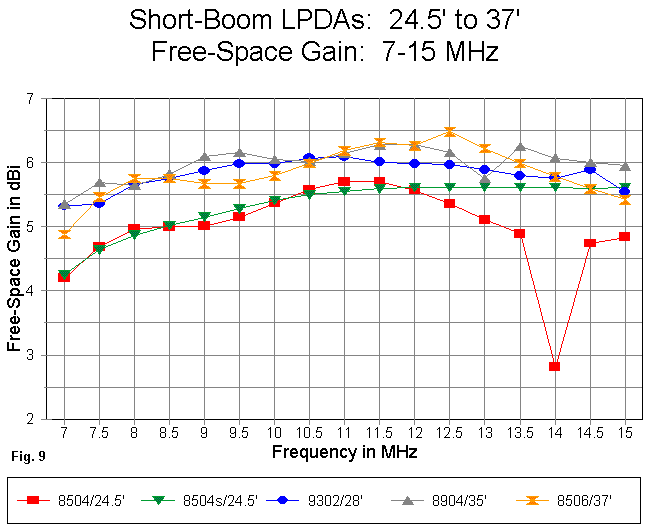 Short-Boom LPDAs: 24.5' to 37'
Free-Space Gain: 7-15 MHz
Free-Space Gain in dBi
7
6
5
4
3
2
7 7.5 8 8.5 9 9.5 10 10.5 11 11.5 12 12.5 13 13.5 14 14.5 15
Frequency in MHz
Fig. 9
8504/24.5' 8504s/24.5' 9302/28' 8904/35' 8506/37'